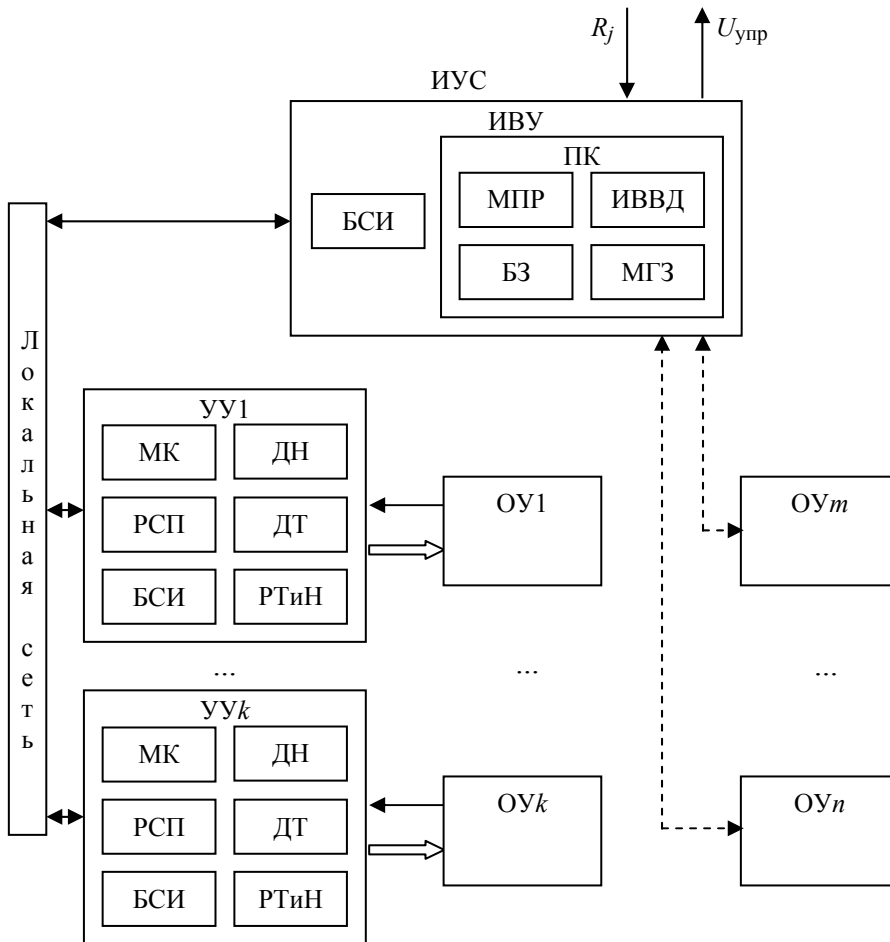 R_j U_упр
ИУС
ИВУ
ПК
МПР ИВВД
БСИ
БЗ МГЗ
Локальная сеть
УУ1
МК ДН
РСП ДТ
БСИ РТиН
ОУ1 ОУm
... ... ...
УУk
МК ДН
РСП ДТ
БСИ РТиН
ОУk ОУn